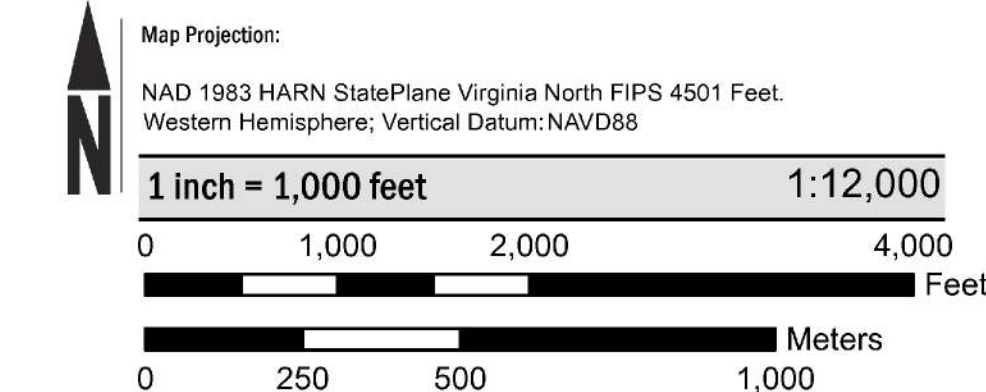 Map Projection:
NAD 1983 HARN StatePlane Virginia North FIPS 4501 Feet.
Western Hemisphere; Vertical Datum:NAVD88
N
1 inch = 1,000 feet 1:12,000
0 1,000 2,000 4,000
Feet
Meters
0 250 500 1,000